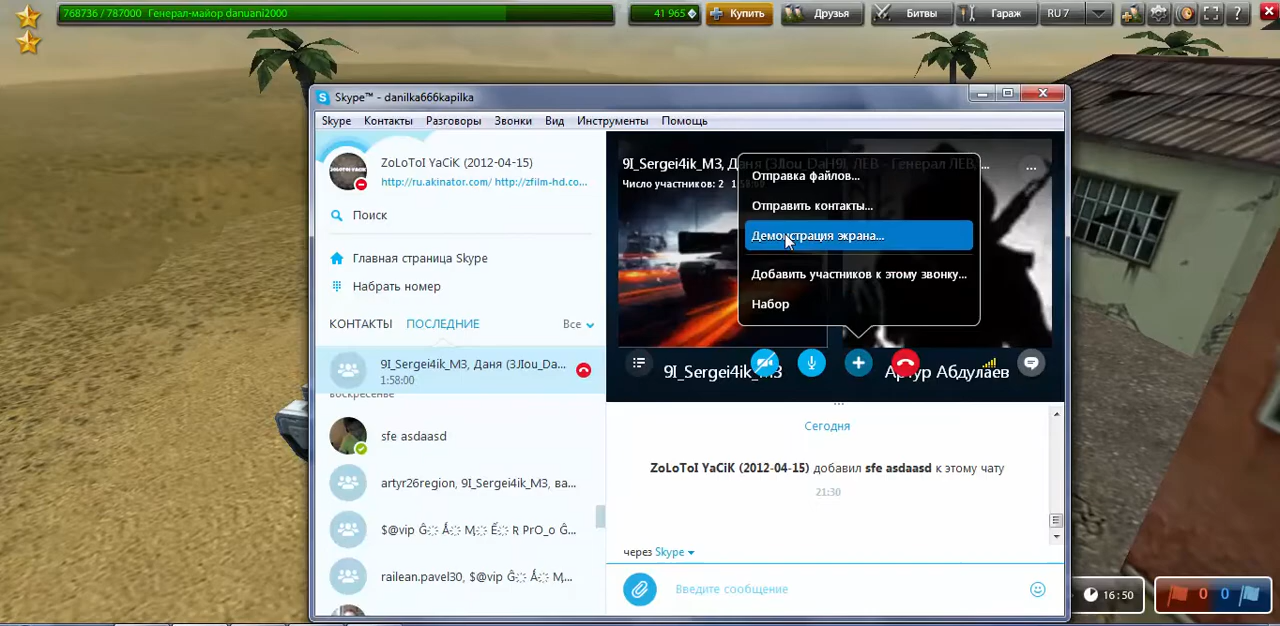 768736 / 787000 Генерал-майор danuani2000
41 965
Купить
Друзья
Битвы
Гараж
RU 7
?
Skype™ - danilka666kapilka
Skype Контакты Разговоры Звонки Вид Инструменты Помощь
ZoLoToI YaCiK (2012-04-15)
http://ru.akinator.com/ http://zfilm-hd.co...
Поиск
Главная страница Skype
Набрать номер
КОНТАКТЫ ПОСЛЕДНИЕ Все
9I_Sergei4ik_M3, Даня (3JIou_Da...
1:58:00
воскресенье
sfe asdaasd
artyr26region, 9I_Sergei4ik_M3, ва...
railean.pavel30,
9I_Sergei4ik_M3,
Число участников: 2
Отправка файлов...
Отправить контакты...
Демонстрация экрана...
Добавить участников к этому звонку...
Набор
9I_Sergei4ik_M3
Артур Абдулаев
Сегодня
ZoLoToI YaCiK (2012-04-15) добавил sfe asdaasd к этому чату
21:30
через Skype
Введите сообщение
16:50
0 0